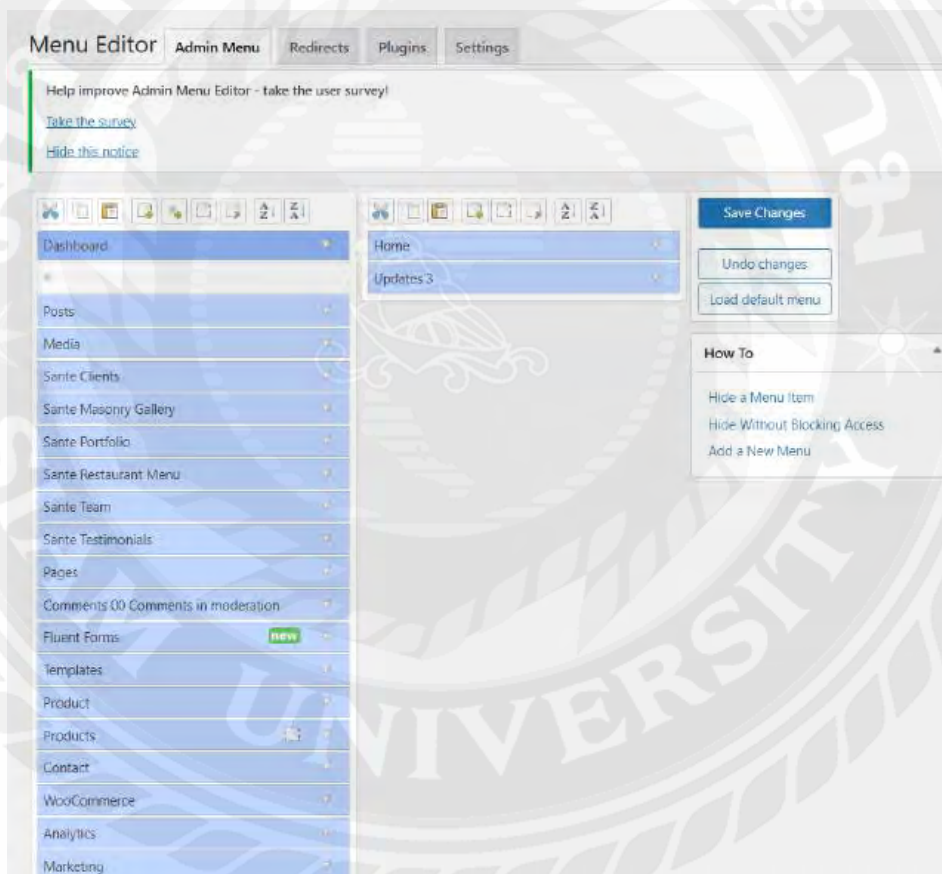 Menu Editor Admin Menu Redirects Plugins Settings
Help improve Admin Menu Editor - take the user survey!
Take the survey
Hide this notice
Save Changes
Undo changes
Load default menu
Dashboard
Posts
Media
Sante Clients
Sante Masonry Gallery
Sante Portfolio
Sante Restaurant Menu
Sante Team
Sante Testimonials
Pages
Comments 00 Comments in moderation
Fluent Forms new
Templates
Product
Products
Contact
WooCommerce
Analytics
Marketing
Home
Updates 3
How To
Hide a Menu Item
Hide Without Blocking Access
Add a New Menu
UNIVERSITY